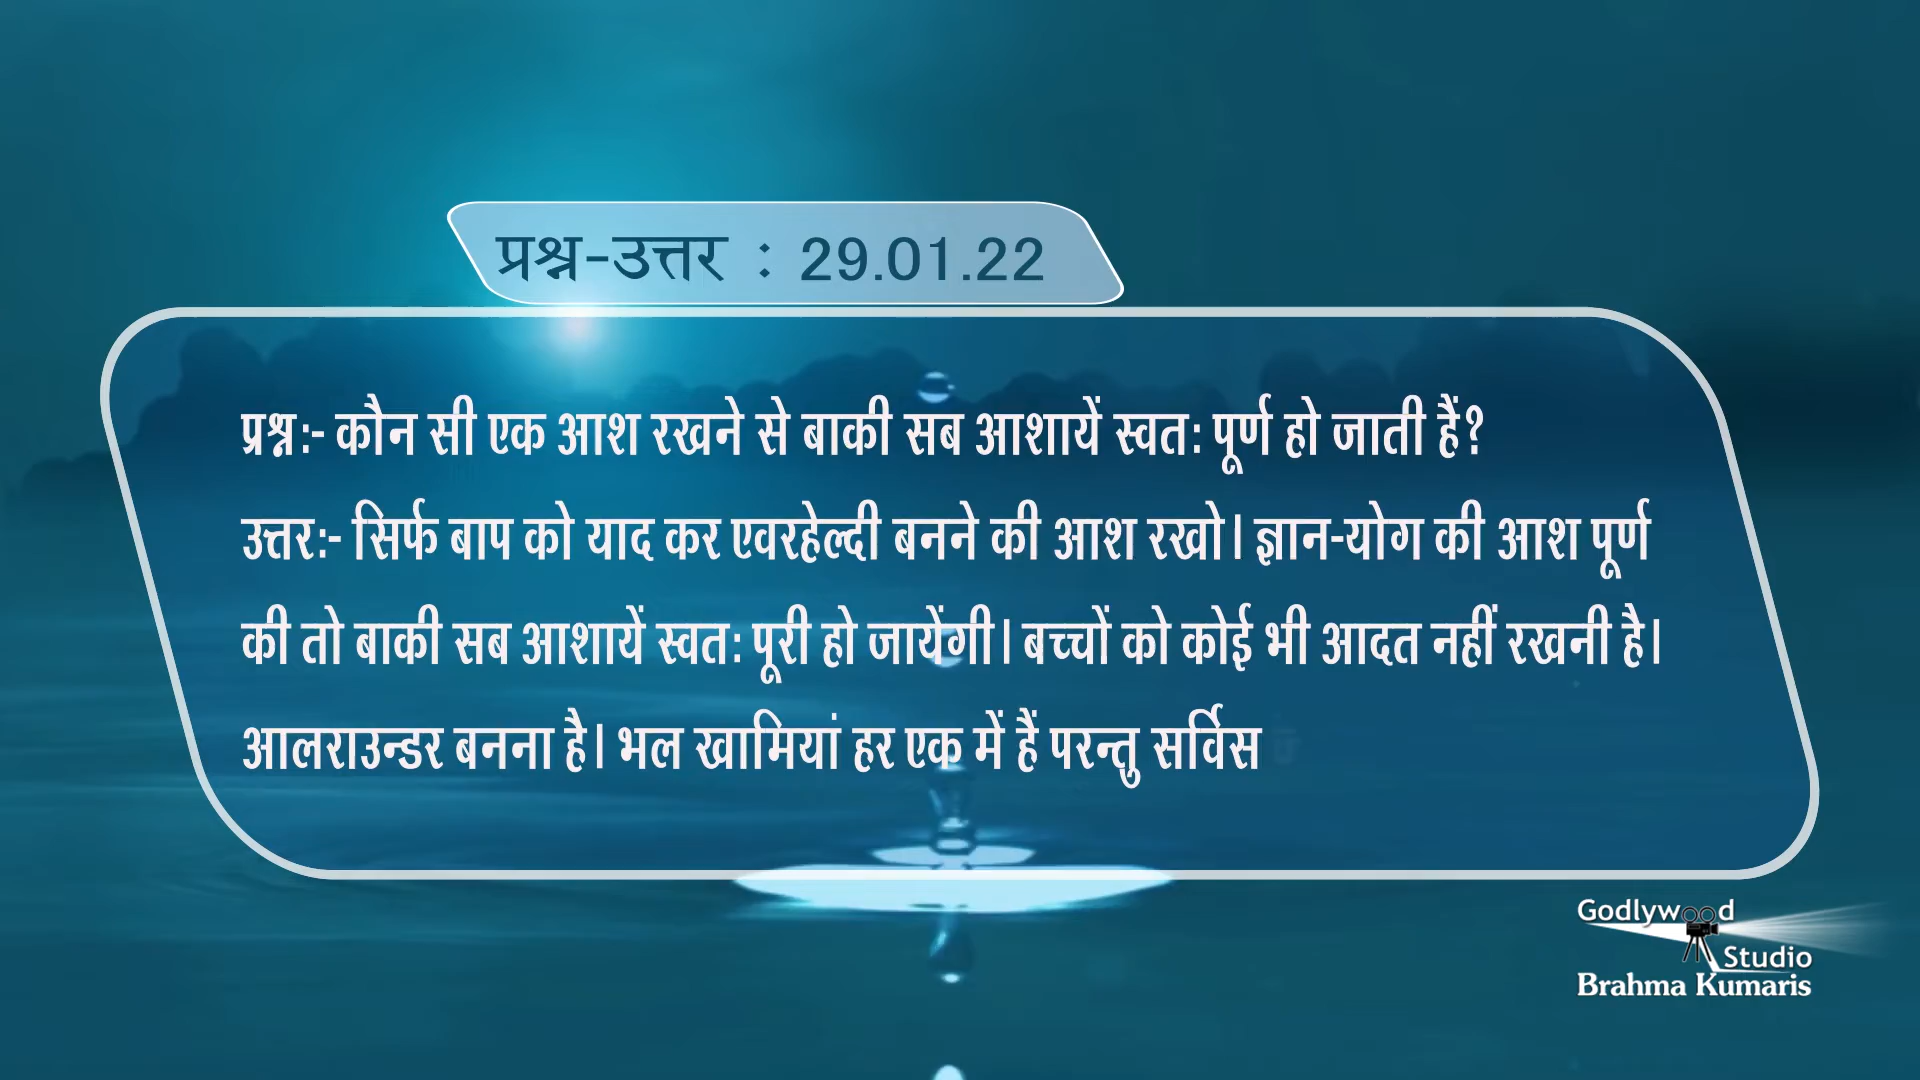 प्रश्न-उत्तर : 29.01.22
प्रश्न:- कौन सी एक आश रखने से बाकी सब आशायें स्वत: पूर्ण हो जाती हैं?
उत्तर:- सिर्फ बाप को याद कर एवरहेल्दी बनने की आश रखो। ज्ञान-योग की आश पूर्ण
की तो बाकी सब आशायें स्वत: पूरी हो जायेंगी। बच्चों को कोई भी आदत नहीं रखनी है।
आलराउन्डर बनना है। भल खामियां हर एक में हैं परन्तु सर्विस
Godlywood
Studio
Brahma Kumaris